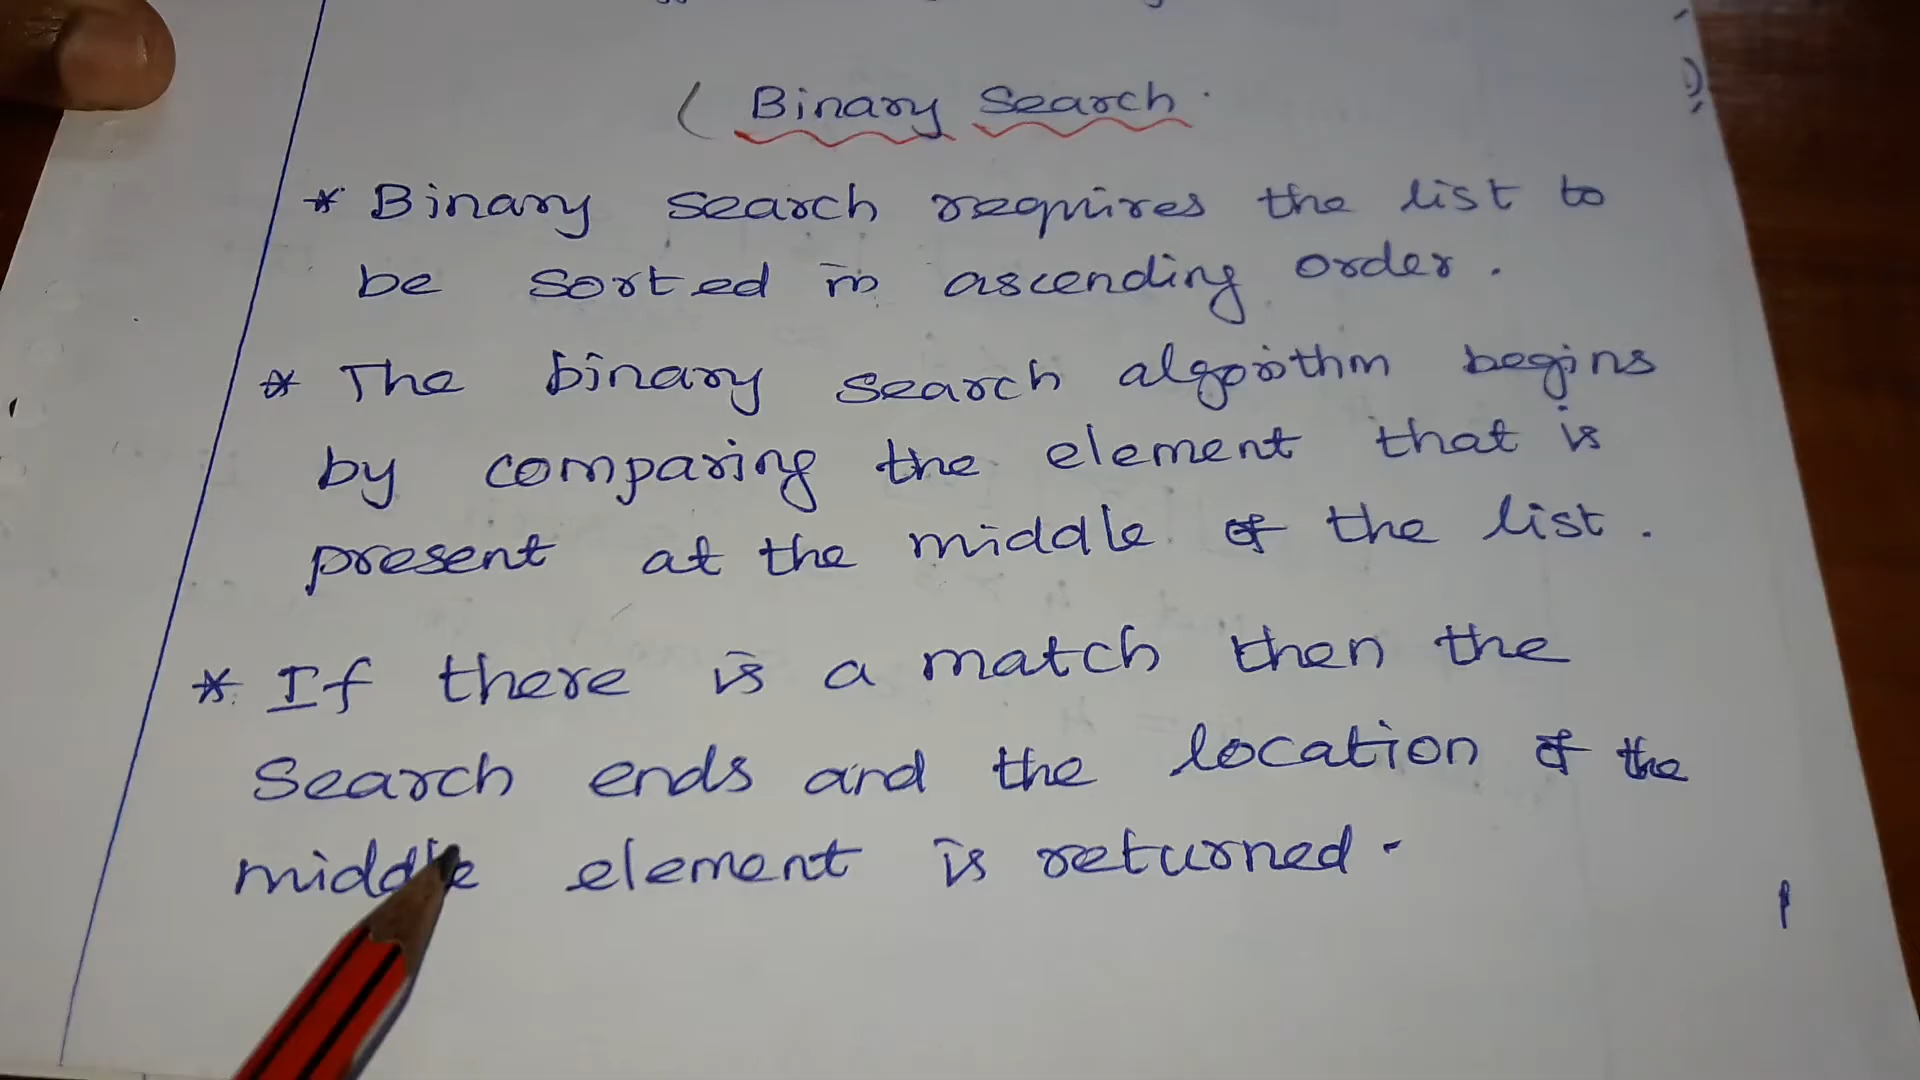 ( Binary Search.
* Binary search requires the list to
be sorted in ascending order.
* The binary search algorithm begins
by comparing the element that is
present at the middle of the list.
* If there is a match then the
Search ends and the location of the
middle element is returned.